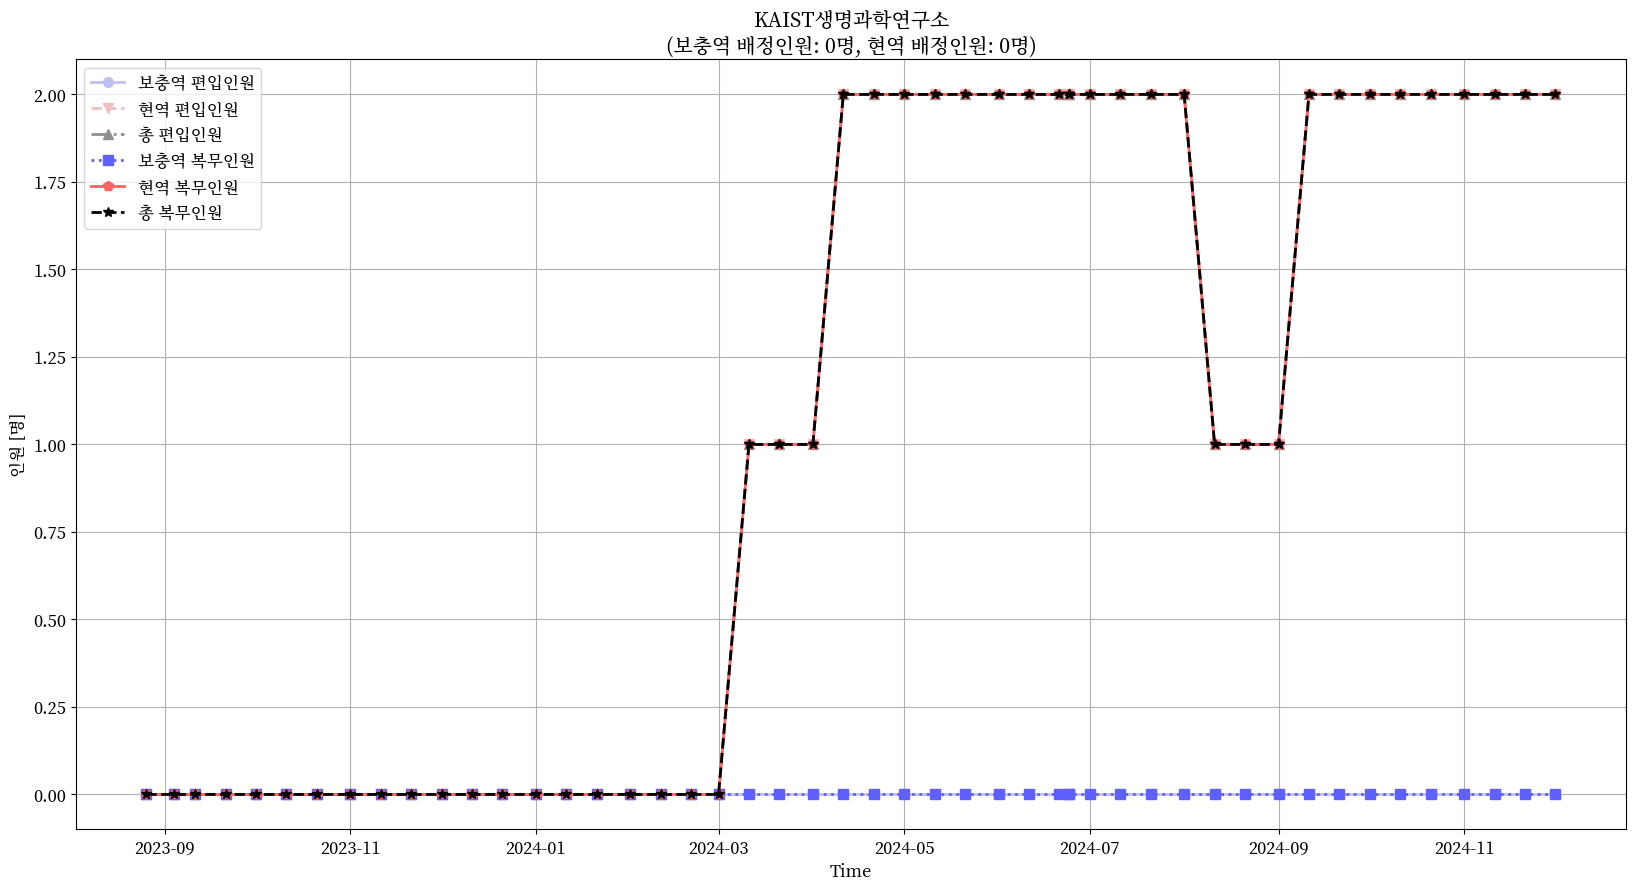 KAIST생명과학연구소
(보충역 배정인원: 0명, 현역 배정인원: 0명)
보충역 편입인원
현역 편입인원
총 편입인원
보충역 복무인원
현역 복무인원
총 복무인원
2.00
1.75
1.50
1.25
1.00
0.75
0.50
0.25
0.00
인원 [명]
2023-09 2023-11 2024-01 2024-03 2024-05 2024-07 2024-09 2024-11
Time